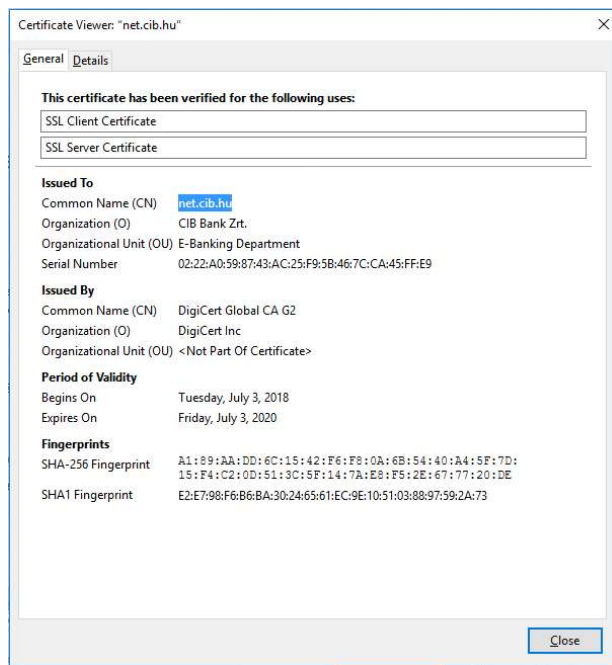 Certificate Viewer: "net.cib.hu"
General Details
This certificate has been verified for the following uses:
SSL Client Certificate
SSL Server Certificate
Issued To
Common Name (CN) net.cib.hu
Organization (O) CIB Bank Zrt.
Organizational Unit (OU) E-Banking Department
Serial Number 02:22:A0:59:87:43:AC:25:F9:5B:46:7C:CA:45:FF:E9
Issued By
Common Name (CN) DigiCert Global CA G2
Organization (O) DigiCert Inc
Organizational Unit (OU) <Not Part Of Certificate>
Period of Validity
Begins On Tuesday, July 3, 2018
Expires On Friday, July 3, 2020
Fingerprints
SHA-256 Fingerprint A1:89:AA:DD:6C:15:42:F6:F8:0A:6B:54:40:A4:5F:7D:
15:F4:C2:0D:51:3C:5F:14:7A:E8:F5:2E:67:77:20:DE
SHA1 Fingerprint E2:E7:98:F6:B6:BA:30:24:65:61:EC:9E:10:51:03:88:97:59:2A:73
Close